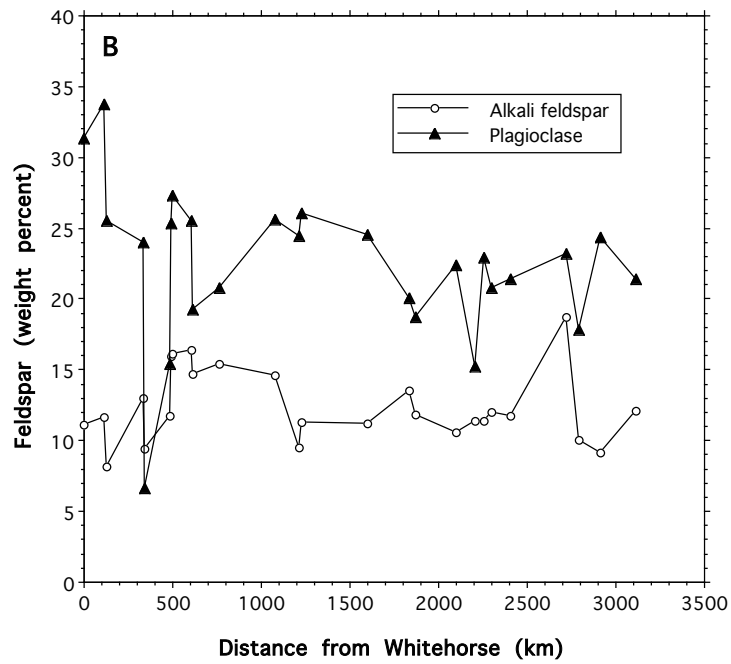 B
Alkali feldspar
Plagioclase
Feldspar (weight percent)
40
35
30
25
20
15
10
5
0
0 500 1000 1500 2000 2500 3000 3500
Distance from Whitehorse (km)